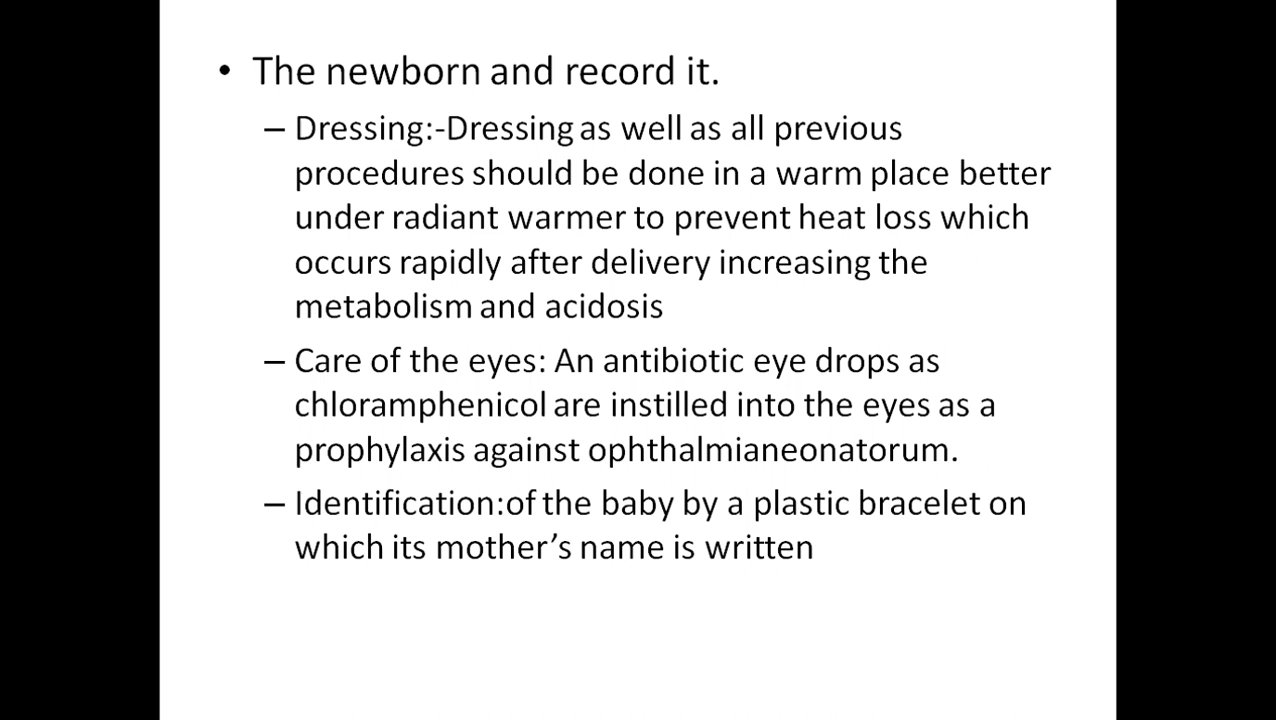 • The newborn and record it.
– Dressing:-Dressing as well as all previous
procedures should be done in a warm place better
under radiant warmer to prevent heat loss which
occurs rapidly after delivery increasing the
metabolism and acidosis
– Care of the eyes: An antibiotic eye drops as
chloramphenicol are instilled into the eyes as a
prophylaxis against ophthalmianeonatorum.
– Identification:of the baby by a plastic bracelet on
which its mother’s name is written